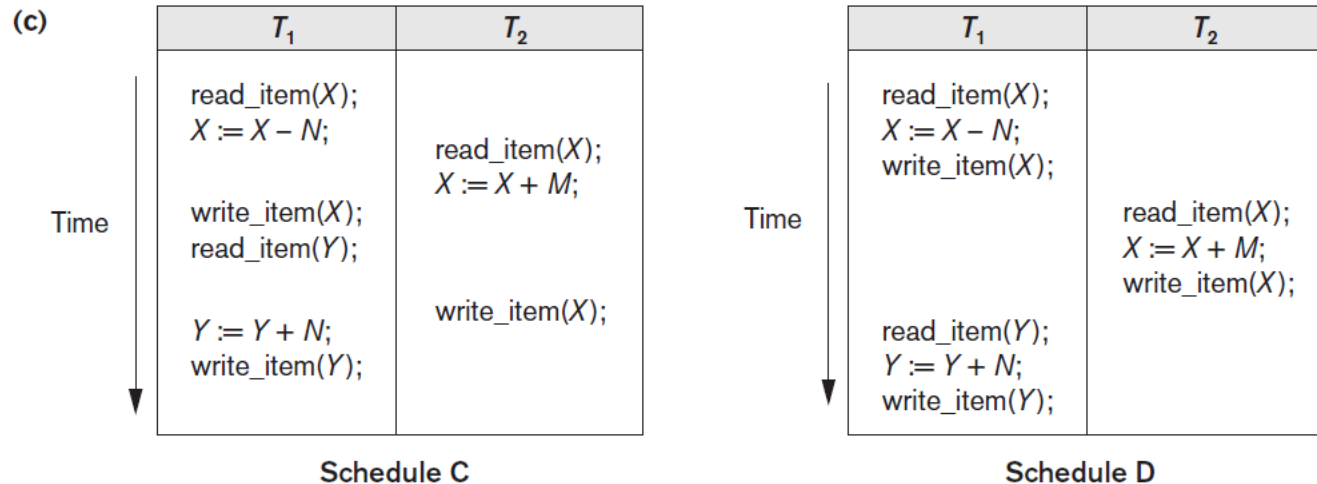 (c)
T1 T2
Time
read_item(X);
X := X – N;
read_item(X);
X := X + M;
write_item(X);
read_item(Y);
write_item(X);
Y := Y + N;
write_item(Y);
Schedule C
T1 T2
Time
read_item(X);
X := X – N;
write_item(X);
read_item(X);
X := X + M;
write_item(X);
read_item(Y);
Y := Y + N;
write_item(Y);
Schedule D